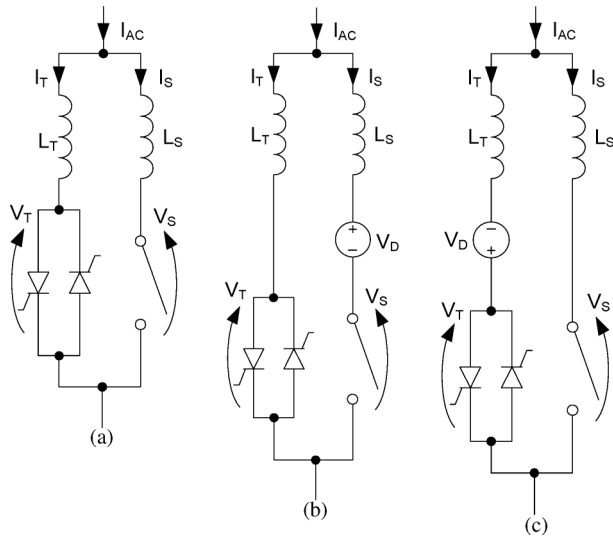 I_AC
I_T I_S
L_T L_S
V_T V_S
(a)
I_AC
I_T I_S
L_T L_S
+
−
V_D
V_T V_S
(b)
I_AC
I_T I_S
L_T L_S
V_D
−
+
V_T V_S
(c)